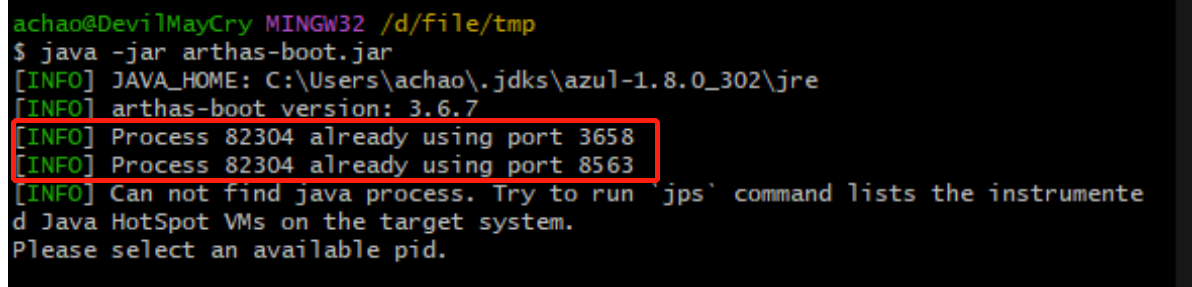 achao@DevilMayCry MINGW32 /d/file/tmp
$ java -jar arthas-boot.jar
[INFO] JAVA_HOME: C:\Users\achao\.jdks\azul-1.8.0_302\jre
[INFO] arthas-boot version: 3.6.7
[INFO] Process 82304 already using port 3658
[INFO] Process 82304 already using port 8563
[INFO] Can not find java process. Try to run `jps` command lists the instrumente
d Java HotSpot VMs on the target system.
Please select an available pid.